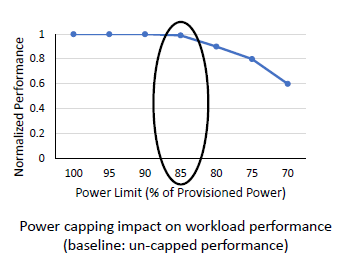 Normalized Performance
1
0.8
0.6
0.4
0.2
0
100 95 90 85 80 75 70
Power Limit (% of Provisioned Power)
Power capping impact on workload performance
(baseline: un-capped performance)